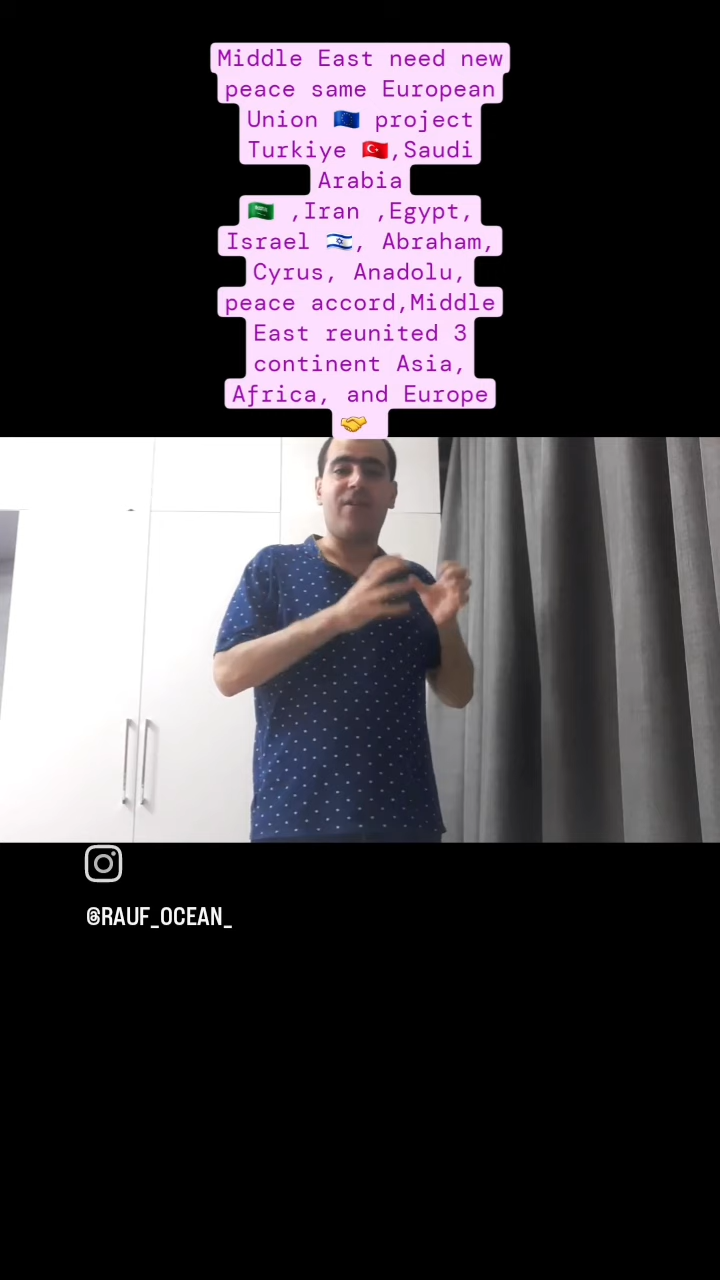 Middle East need new
peace same European
Union 🇪🇺 project
Turkiye 🇹🇷,Saudi
Arabia
🇸🇦 ,Iran ,Egypt,
Israel 🇮🇱, Abraham,
Cyrus, Anadolu,
peace accord,Middle
East reunited 3
continent Asia,
Africa, and Europe
🤝
@RAUF_OCEAN_